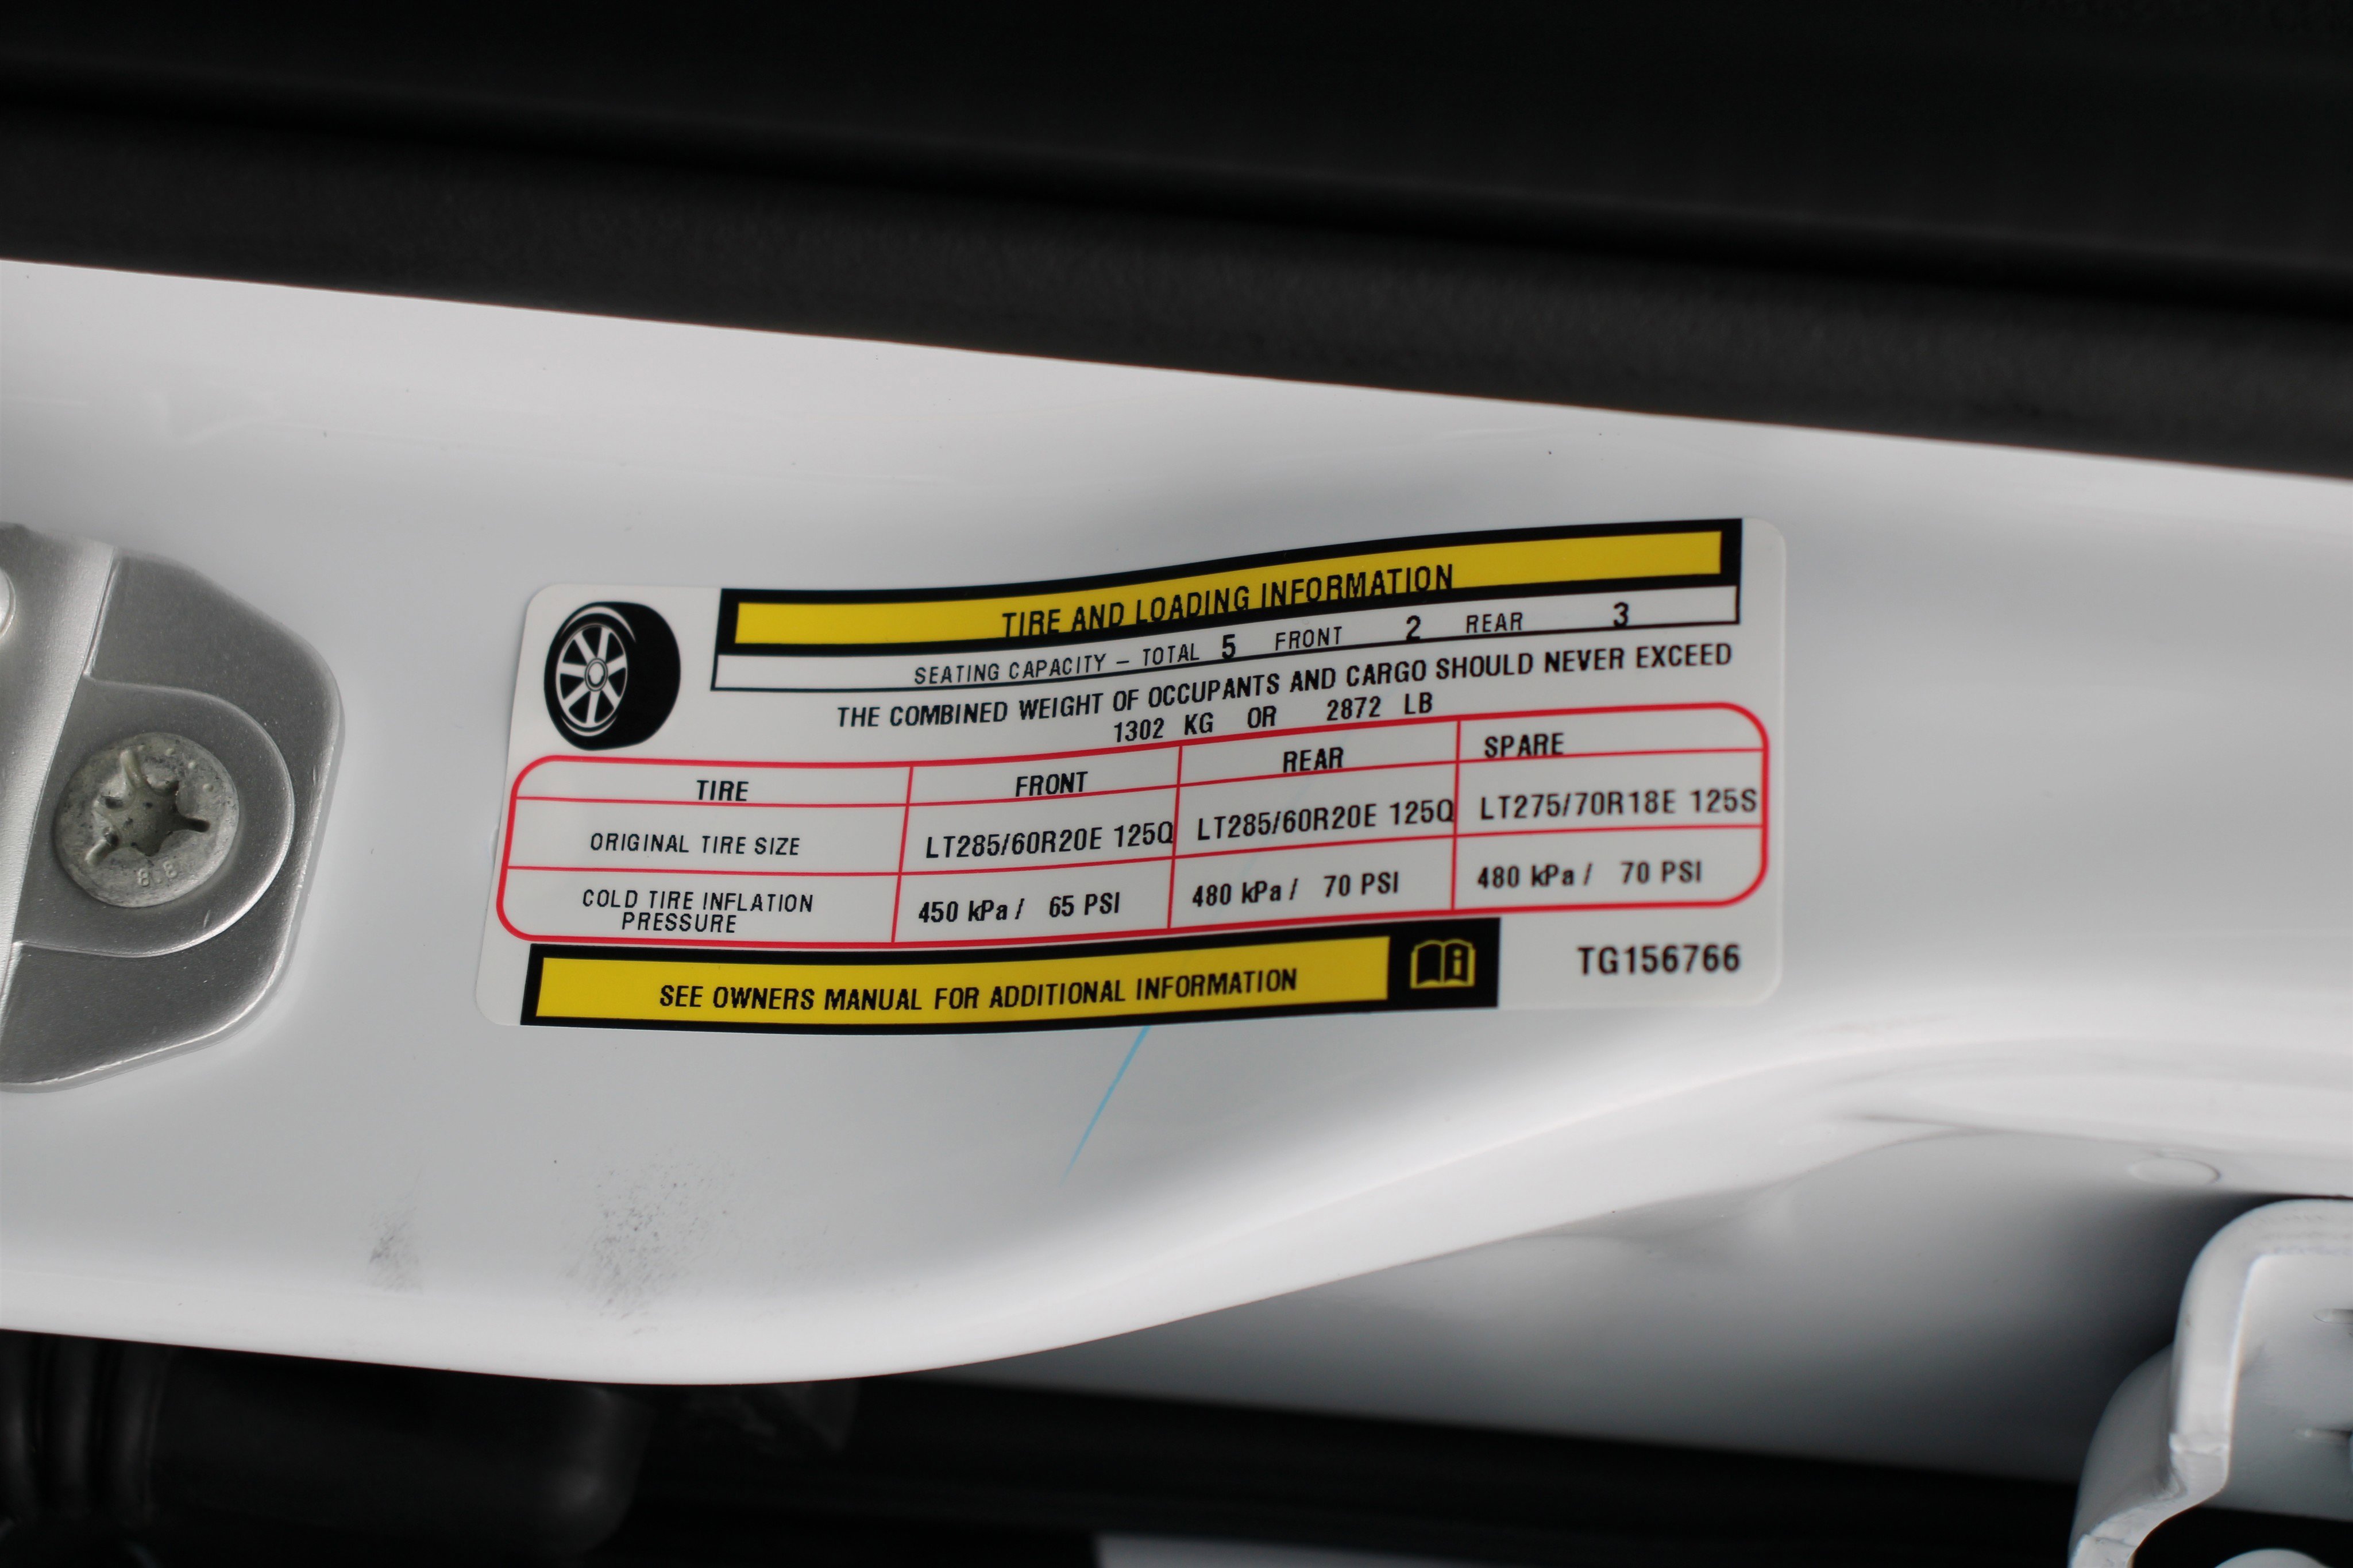 TIRE AND LOADING INFORMATION
SEATING CAPACITY – TOTAL 5 FRONT 2 REAR 3
THE COMBINED WEIGHT OF OCCUPANTS AND CARGO SHOULD NEVER EXCEED
1302 KG OR 2872 LB
TIRE FRONT REAR SPARE
ORIGINAL TIRE SIZE LT285/60R20E 125Q LT285/60R20E 125Q LT275/70R18E 125S
COLD TIRE INFLATION
PRESSURE 450 kPa / 65 PSI 480 kPa / 70 PSI 480 kPa / 70 PSI
SEE OWNERS MANUAL FOR ADDITIONAL INFORMATION
TG156766
8.8